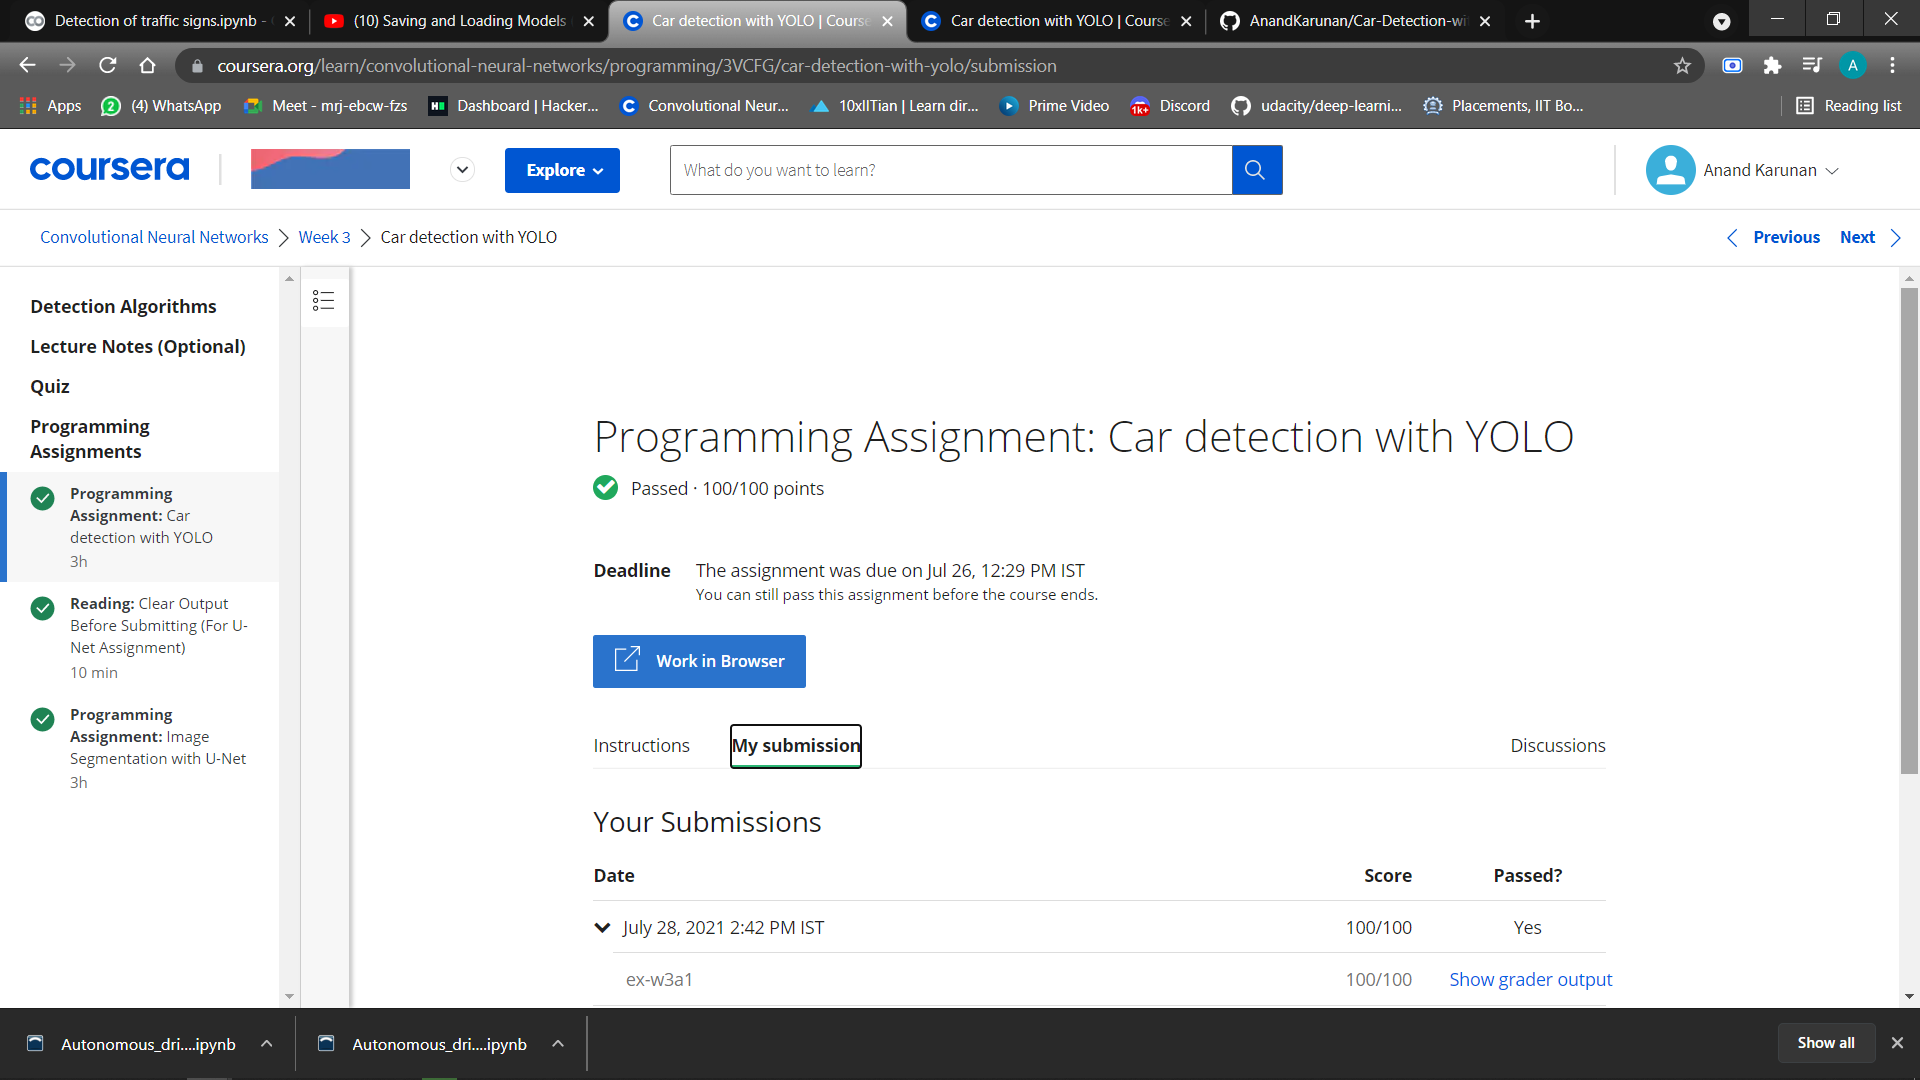 Detection of traffic signs.ipynb -
(10) Saving and Loading Models
Car detection with YOLO | Course
Car detection with YOLO | Course
AnandKarunan/Car-Detection-wi
coursera.org/learn/convolutional-neural-networks/programming/3VCFG/car-detection-with-yolo/submission
A
Apps
2
(4) WhatsApp
Meet - mrj-ebcw-fzs
Dashboard | Hacker...
Convolutional Neur...
10xIITian | Learn dir...
Prime Video
1k+
Discord
udacity/deep-learni...
Placements, IIT Bo...
Reading list
coursera
Explore
What do you want to learn?
Anand Karunan
Convolutional Neural Networks
Week 3
Car detection with YOLO
Previous
Next
Detection Algorithms
Lecture Notes (Optional)
Quiz
Programming
Assignments
Programming
Assignment: Car
detection with YOLO
3h
Reading: Clear Output
Before Submitting (For U-
Net Assignment)
10 min
Programming
Assignment: Image
Segmentation with U-Net
3h
Programming Assignment: Car detection with YOLO
Passed · 100/100 points
Deadline
The assignment was due on Jul 26, 12:29 PM IST
You can still pass this assignment before the course ends.
Work in Browser
Instructions
My submission
Discussions
Your Submissions
Date
Score
Passed?
July 28, 2021 2:42 PM IST
100/100
Yes
ex-w3a1
100/100
Show grader output
Autonomous_dri....ipynb
Autonomous_dri....ipynb
Show all